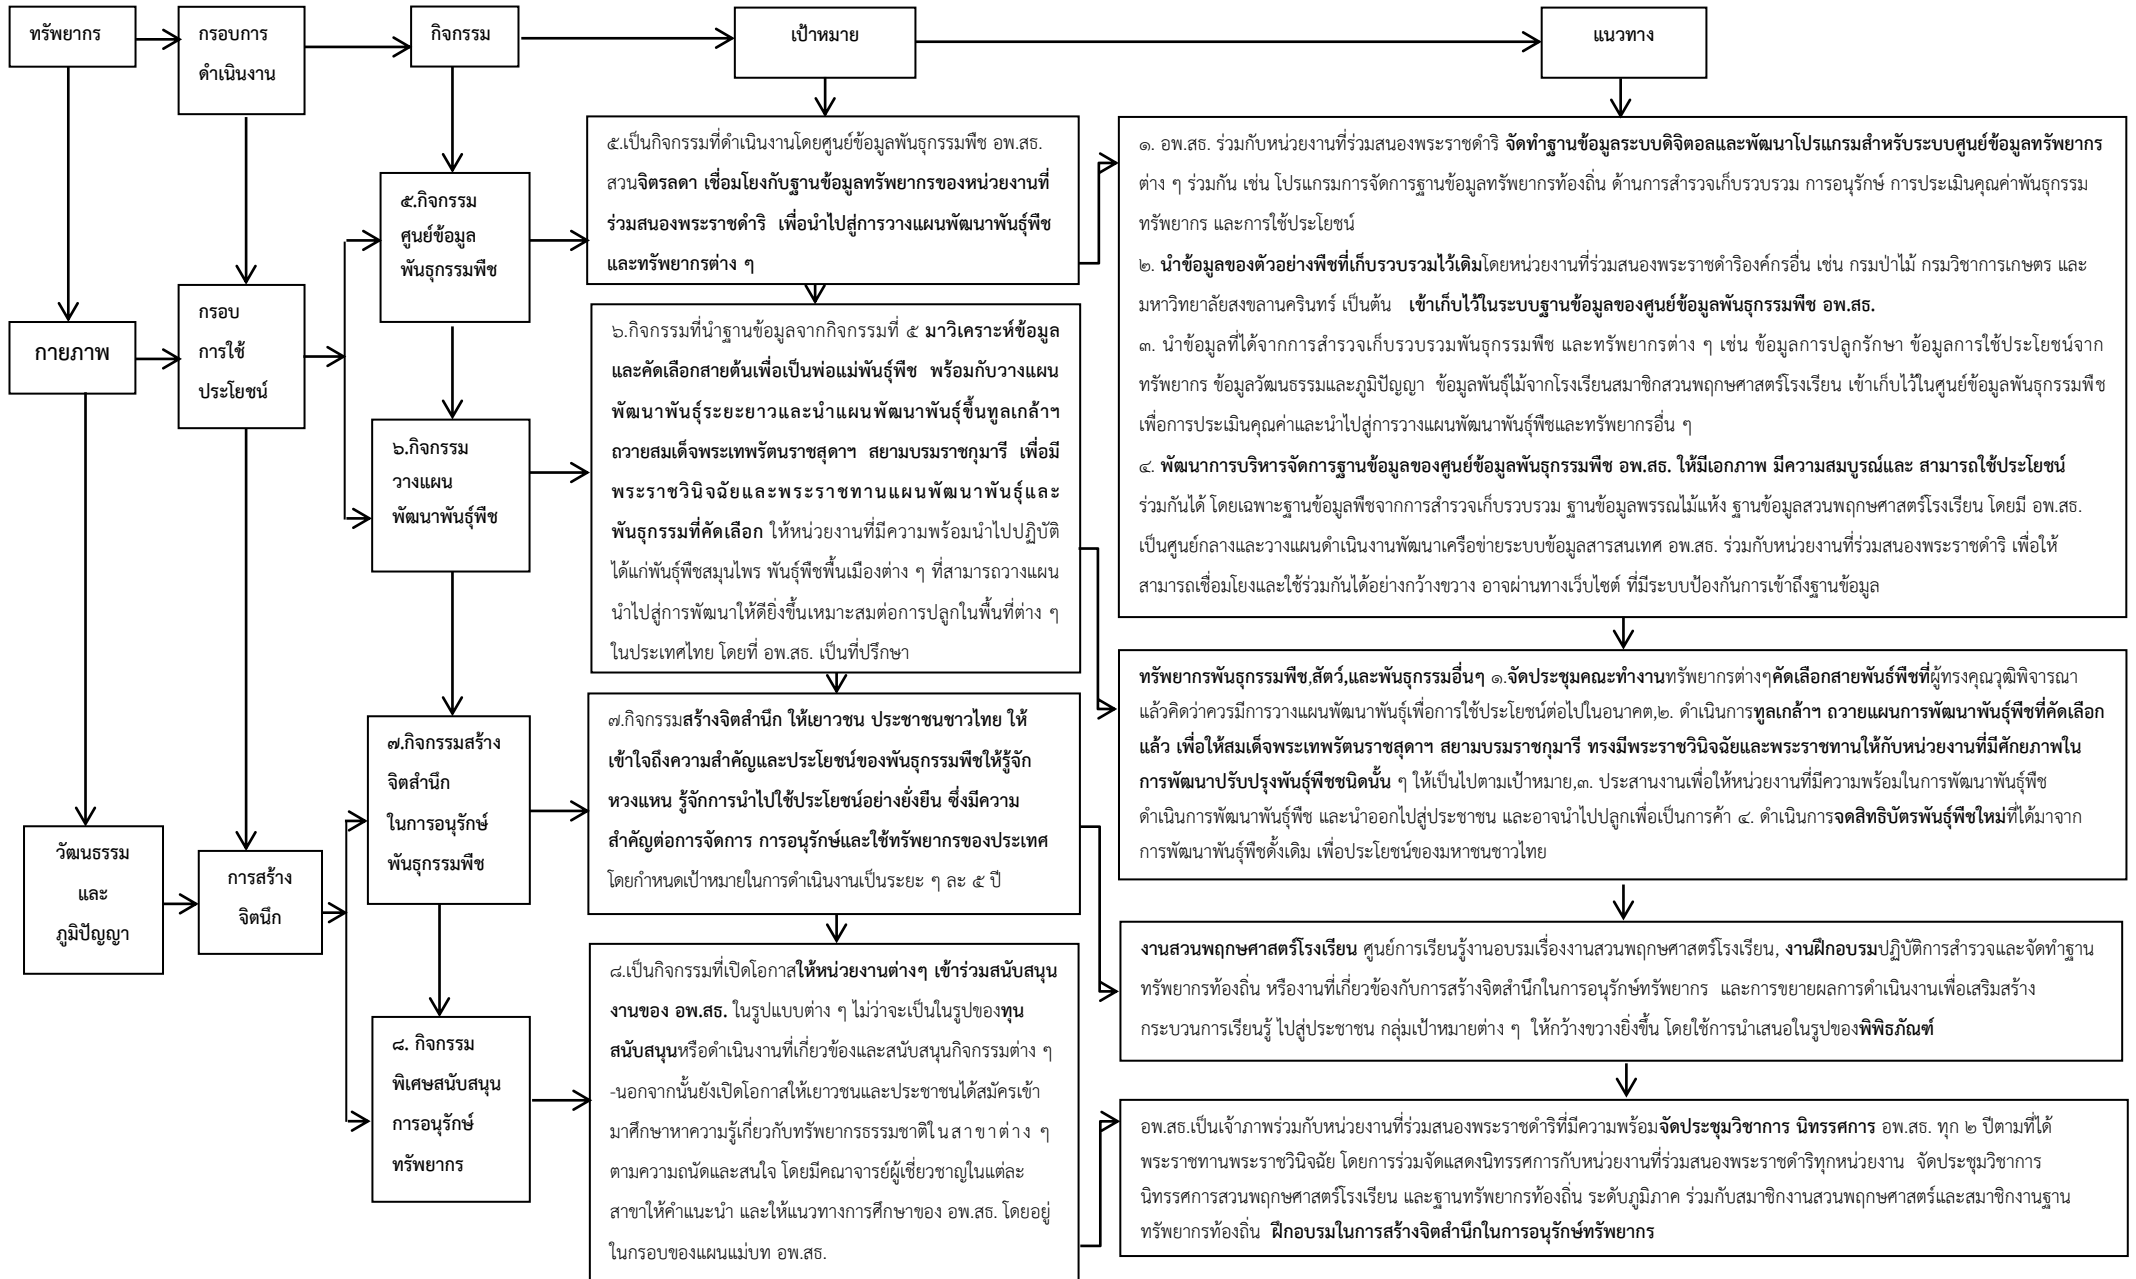 ทรัพยากร
กรอบการ
ดำเนินงาน
กิจกรรม
เป้าหมาย
แนวทาง
กายภาพ
กรอบ
การใช้
ประโยชน์
๕.กิจกรรม
ศูนย์ข้อมูล
พันธุกรรมพืช
๕.เป็นกิจกรรมที่ดำเนินงานโดยศูนย์ข้อมูลพันธุกรรมพืช อพ.สธ.
สวนจิตรลดา เชื่อมโยงกับฐานข้อมูลทรัพยากรของหน่วยงานที่
ร่วมสนองพระราชดำริ เพื่อนำไปสู่การวางแผนพัฒนาพันธุ์พืช
และทรัพยากรต่าง ๆ
๑. อพ.สธ. ร่วมกับหน่วยงานที่ร่วมสนองพระราชดำริ จัดทำฐานข้อมูลระบบดิจิตอลและพัฒนาโปรแกรมสำหรับระบบศูนย์ข้อมูลทรัพยากร
ต่าง ๆ ร่วมกัน เช่น โปรแกรมการจัดการฐานข้อมูลทรัพยากรท้องถิ่น ด้านการสำรวจเก็บรวบรวม การอนุรักษ์ การประเมินคุณค่าพันธุกรรม
ทรัพยากร และการใช้ประโยชน์
๒. นำข้อมูลของตัวอย่างพืชที่เก็บรวบรวมไว้เดิมโดยหน่วยงานที่ร่วมสนองพระราชดำริองค์กรอื่น เช่น กรมป่าไม้ กรมวิชาการเกษตร และ
มหาวิทยาลัยสงขลานครินทร์ เป็นต้น เข้าเก็บไว้ในระบบฐานข้อมูลของศูนย์ข้อมูลพันธุกรรมพืช อพ.สธ.
๓. นำข้อมูลที่ได้จากการสำรวจเก็บรวบรวมพันธุกรรมพืช และทรัพยากรต่าง ๆ เช่น ข้อมูลการปลูกรักษา ข้อมูลการใช้ประโยชน์จาก
ทรัพยากร ข้อมูลวัฒนธรรมและภูมิปัญญา ข้อมูลพันธุ์ไม้จากโรงเรียนสมาชิกสวนพฤกษศาสตร์โรงเรียน เข้าเก็บไว้ในศูนย์ข้อมูลพันธุกรรมพืช
เพื่อการประเมินคุณค่าและนำไปสู่การวางแผนพัฒนาพันธุ์พืชและทรัพยากรอื่น ๆ
๔. พัฒนาการบริหารจัดการฐานข้อมูลของศูนย์ข้อมูลพันธุกรรมพืช อพ.สธ. ให้มีเอกภาพ มีความสมบูรณ์และ สามารถใช้ประโยชน์
ร่วมกันได้ โดยเฉพาะฐานข้อมูลพืชจากการสำรวจเก็บรวบรวม ฐานข้อมูลพรรณไม้แห้ง ฐานข้อมูลสวนพฤกษศาสตร์โรงเรียน โดยมี อพ.สธ.
เป็นศูนย์กลางและวางแผนดำเนินงานพัฒนาเครือข่ายระบบข้อมูลสารสนเทศ อพ.สธ. ร่วมกับหน่วยงานที่ร่วมสนองพระราชดำริ เพื่อให้
สามารถเชื่อมโยงและใช้ร่วมกันได้อย่างกว้างขวาง อาจผ่านทางเว็บไซต์ ที่มีระบบป้องกันการเข้าถึงฐานข้อมูล
๖.กิจกรรม
วางแผน
พัฒนาพันธุ์พืช
๖.กิจกรรมที่นำฐานข้อมูลจากกิจกรรมที่ ๕ มาวิเคราะห์ข้อมูล
และคัดเลือกสายต้นเพื่อเป็นพ่อแม่พันธุ์พืช พร้อมกับวางแผน
พัฒนาพันธุ์ระยะยาวและนำแผนพัฒนาพันธุ์ขึ้นทูลเกล้าฯ
ถวายสมเด็จพระเทพรัตนราชสุดาฯ สยามบรมราชกุมารี เพื่อมี
พระราชวินิจฉัยและพระราชทานแผนพัฒนาพันธุ์และ
พันธุกรรมที่คัดเลือก ให้หน่วยงานที่มีความพร้อมนำไปปฏิบัติ
ได้แก่พันธุ์พืชสมุนไพร พันธุ์พืชพื้นเมืองต่าง ๆ ที่สามารถวางแผน
นำไปสู่การพัฒนาให้ดียิ่งขึ้นเหมาะสมต่อการปลูกในพื้นที่ต่าง ๆ
ในประเทศไทย โดยที่ อพ.สธ. เป็นที่ปรึกษา
ทรัพยากรพันธุกรรมพืช,สัตว์,และพันธุกรรมอื่นๆ ๑.จัดประชุมคณะทำงานทรัพยากรต่างๆคัดเลือกสายพันธ์พืชที่ผู้ทรงคุณวุฒิพิจารณา
แล้วคิดว่าควรมีการวางแผนพัฒนาพันธุ์เพื่อการใช้ประโยชน์ต่อไปในอนาคต,๒. ดำเนินการทูลเกล้าฯ ถวายแผนการพัฒนาพันธุ์พืชที่คัดเลือก
แล้ว เพื่อให้สมเด็จพระเทพรัตนราชสุดาฯ สยามบรมราชกุมารี ทรงมีพระราชวินิจฉัยและพระราชทานให้กับหน่วยงานที่มีศักยภาพใน
การพัฒนาปรับปรุงพันธุ์พืชชนิดนั้น ๆ ให้เป็นไปตามเป้าหมาย,๓. ประสานงานเพื่อให้หน่วยงานที่มีความพร้อมในการพัฒนาพันธุ์พืช
ดำเนินการพัฒนาพันธุ์พืช และนำออกไปสู่ประชาชน และอาจนำไปปลูกเพื่อเป็นการค้า ๔. ดำเนินการจดสิทธิบัตรพันธุ์พืชใหม่ที่ได้มาจาก
การพัฒนาพันธุ์พืชดั้งเดิม เพื่อประโยชน์ของมหาชนชาวไทย
วัฒนธรรม
และ
ภูมิปัญญา
การสร้าง
จิตนึก
๗.กิจกรรมสร้าง
จิตสำนึก
ในการอนุรักษ์
พันธุกรรมพืช
๗.กิจกรรมสร้างจิตสำนึก ให้เยาวชน ประชาชนชาวไทย ให้
เข้าใจถึงความสำคัญและประโยชน์ของพันธุกรรมพืชให้รู้จัก
หวงแหน รู้จักการนำไปใช้ประโยชน์อย่างยั่งยืน ซึ่งมีความ
สำคัญต่อการจัดการ การอนุรักษ์และใช้ทรัพยากรของประเทศ
โดยกำหนดเป้าหมายในการดำเนินงานเป็นระยะ ๆ ละ ๕ ปี
งานสวนพฤกษศาสตร์โรงเรียน ศูนย์การเรียนรู้งานอบรมเรื่องงานสวนพฤกษศาสตร์โรงเรียน, งานฝึกอบรมปฏิบัติการสำรวจและจัดทำฐาน
ทรัพยากรท้องถิ่น หรืองานที่เกี่ยวข้องกับการสร้างจิตสำนึกในการอนุรักษ์ทรัพยากร และการขยายผลการดำเนินงานเพื่อเสริมสร้าง
กระบวนการเรียนรู้ ไปสู่ประชาชน กลุ่มเป้าหมายต่าง ๆ ให้กว้างขวางยิ่งขึ้น โดยใช้การนำเสนอในรูปของพิพิธภัณฑ์
๘. กิจกรรม
พิเศษสนับสนุน
การอนุรักษ์
ทรัพยากร
๘.เป็นกิจกรรมที่เปิดโอกาสให้หน่วยงานต่างๆ เข้าร่วมสนับสนุน
งานของ อพ.สธ. ในรูปแบบต่าง ๆ ไม่ว่าจะเป็นในรูปของทุน
สนับสนุนหรือดำเนินงานที่เกี่ยวข้องและสนับสนุนกิจกรรมต่าง ๆ
-นอกจากนั้นยังเปิดโอกาสให้เยาวชนและประชาชนได้สมัครเข้า
มาศึกษาหาความรู้เกี่ยวกับทรัพยากรธรรมชาติในสาขาต่าง ๆ
ตามความถนัดและสนใจ โดยมีคณาจารย์ผู้เชี่ยวชาญในแต่ละ
สาขาให้คำแนะนำ และให้แนวทางการศึกษาของ อพ.สธ. โดยอยู่
ในกรอบของแผนแม่บท อพ.สธ.
อพ.สธ.เป็นเจ้าภาพร่วมกับหน่วยงานที่ร่วมสนองพระราชดำริที่มีความพร้อมจัดประชุมวิชาการ นิทรรศการ อพ.สธ. ทุก ๒ ปีตามที่ได้
พระราชทานพระราชวินิจฉัย โดยการร่วมจัดแสดงนิทรรศการกับหน่วยงานที่ร่วมสนองพระราชดำริทุกหน่วยงาน จัดประชุมวิชาการ
นิทรรศการสวนพฤกษศาสตร์โรงเรียน และฐานทรัพยากรท้องถิ่น ระดับภูมิภาค ร่วมกับสมาชิกงานสวนพฤกษศาสตร์และสมาชิกงานฐาน
ทรัพยากรท้องถิ่น ฝึกอบรมในการสร้างจิตสำนึกในการอนุรักษ์ทรัพยากร